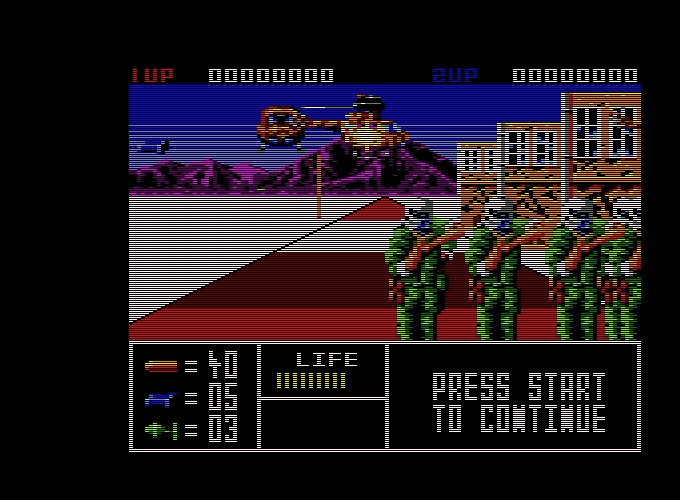 1UP 00000000 2UP 00000000
= 40
LIFE
= 05
= 03
PRESS START
TO CONTINUE